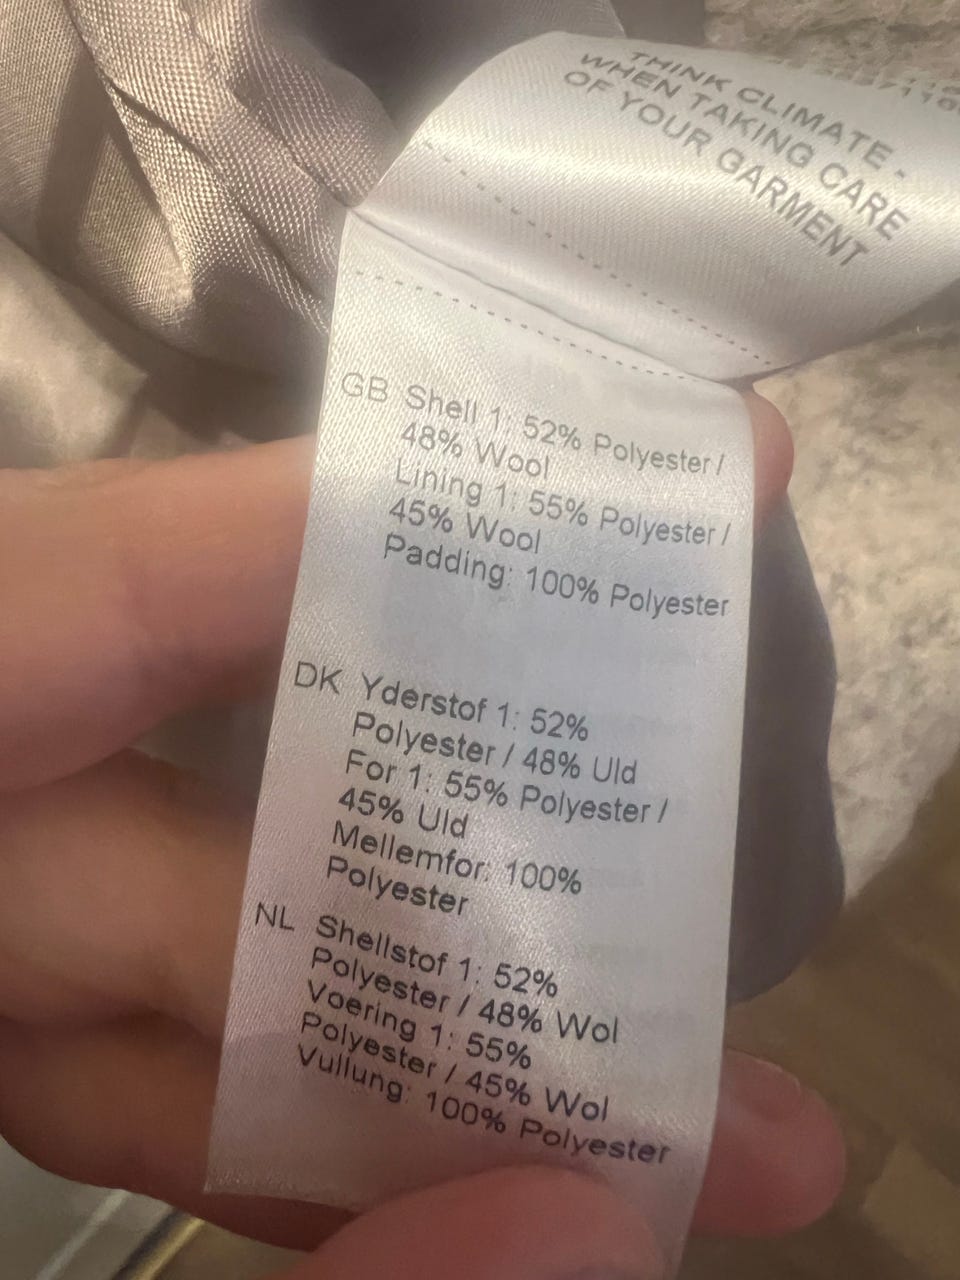 THINK CLIMATE -
WHEN TAKING CARE
OF YOUR GARMENT
GB Shell 1: 52% Polyester /
48% Wool
Lining 1: 55% Polyester /
45% Wool
Padding: 100% Polyester
DK Yderstof 1: 52%
Polyester / 48% Uld
For 1: 55% Polyester /
45% Uld
Mellemfor: 100%
Polyester
NL Shellstof 1: 52%
Polyester / 48% Wol
Voering 1: 55%
Polyester / 45% Wol
Vullung: 100% Polyester